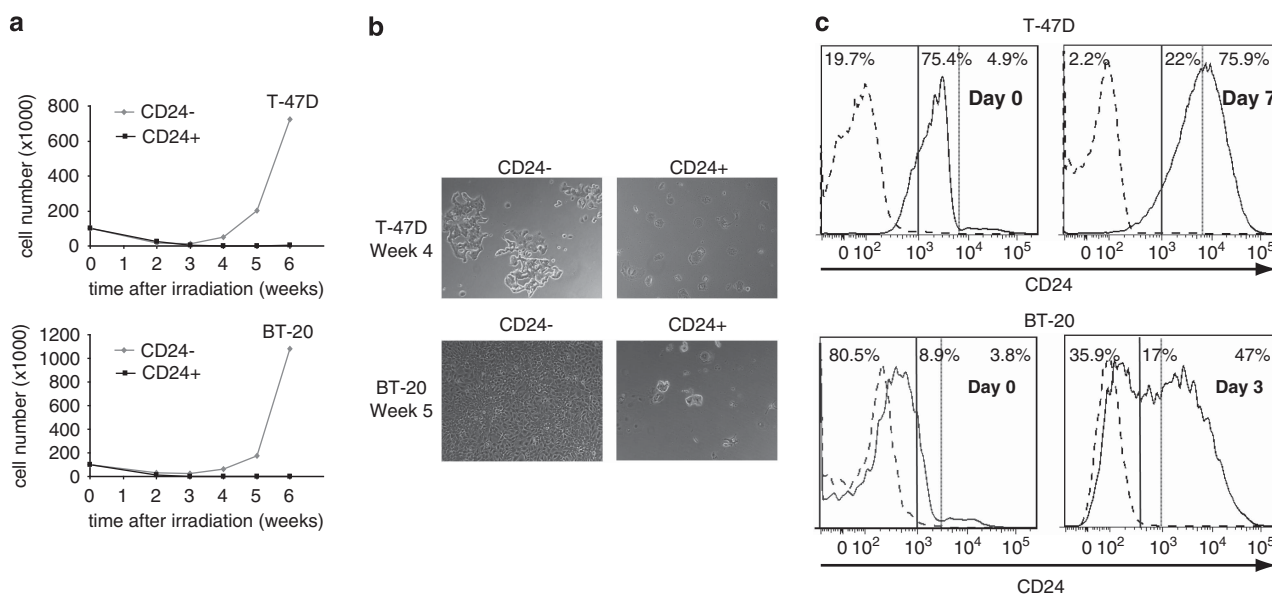 a
T-47D
CD24-
CD24+
cell number (x1000)
800
600
400
200
0
0 1 2 3 4 5 6
time after irradiation (weeks)
BT-20
CD24-
CD24+
cell number (x1000)
1200
1000
800
600
400
200
0
0 1 2 3 4 5 6
time after irradiation (weeks)
b
CD24- CD24+
T-47D
Week 4
CD24- CD24+
BT-20
Week 5
c
T-47D
19.7% 75.4% 4.9%
Day 0
0 10² 10³ 10⁴ 10⁵
2.2% 22% 75.9%
Day 7
0 10² 10³ 10⁴ 10⁵
CD24
BT-20
80.5% 8.9% 3.8%
Day 0
0 10² 10³ 10⁴ 10⁵
35.9% 17% 47%
Day 3
0 10² 10³ 10⁴ 10⁵
CD24